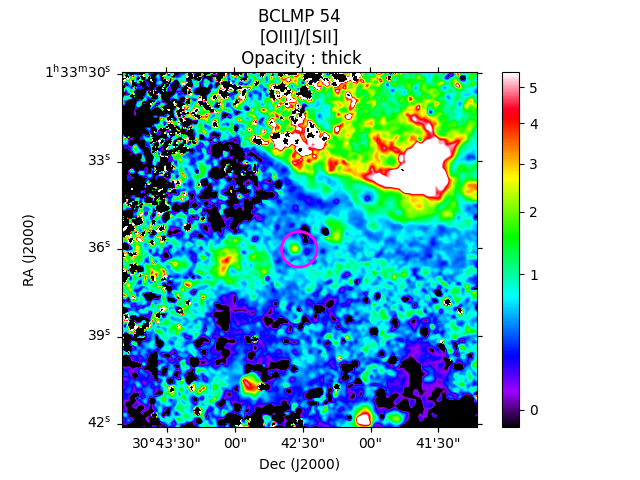 BCLMP 54
[OIII]/[SII]
Opacity : thick
1ʰ33ᵐ30ˢ
33ˢ
36ˢ
39ˢ
42ˢ
RA (J2000)
30°43'30" 00" 42'30" 00" 41'30"
Dec (J2000)
5
4
3
2
1
0